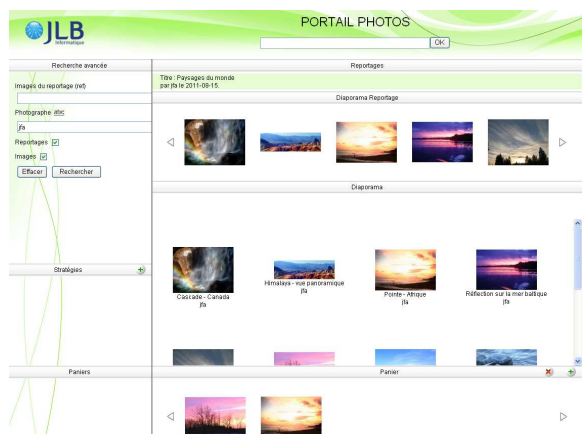 JLB
Informatique
PORTAIL PHOTOS
OK
Recherche avancée
Images du reportage (ref)
Photographe abc
jfa
Reportages
Images
Effacer
Rechercher
Stratégies
Paniers
Reportages
Titre : Paysages du monde
par jfa le 2011-08-15.
Diaporama Reportage
Diaporama
Cascade - Canada
jfa
Himalaya - vue panoramique
jfa
Pointe - Afrique
jfa
Réflection sur la mer baltique
jfa
Panier